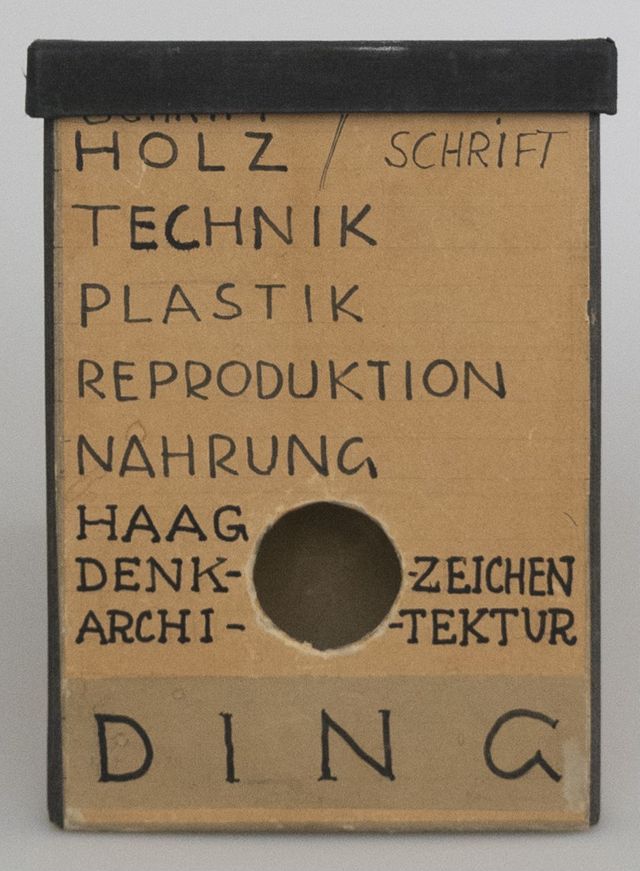 HOLZ / SCHRIFT
TECHNIK
PLASTIK
REPRODUKTION
NAHRUNG
HAAG
DENK- -ZEICHEN
ARCHI- -TEKTUR
DING